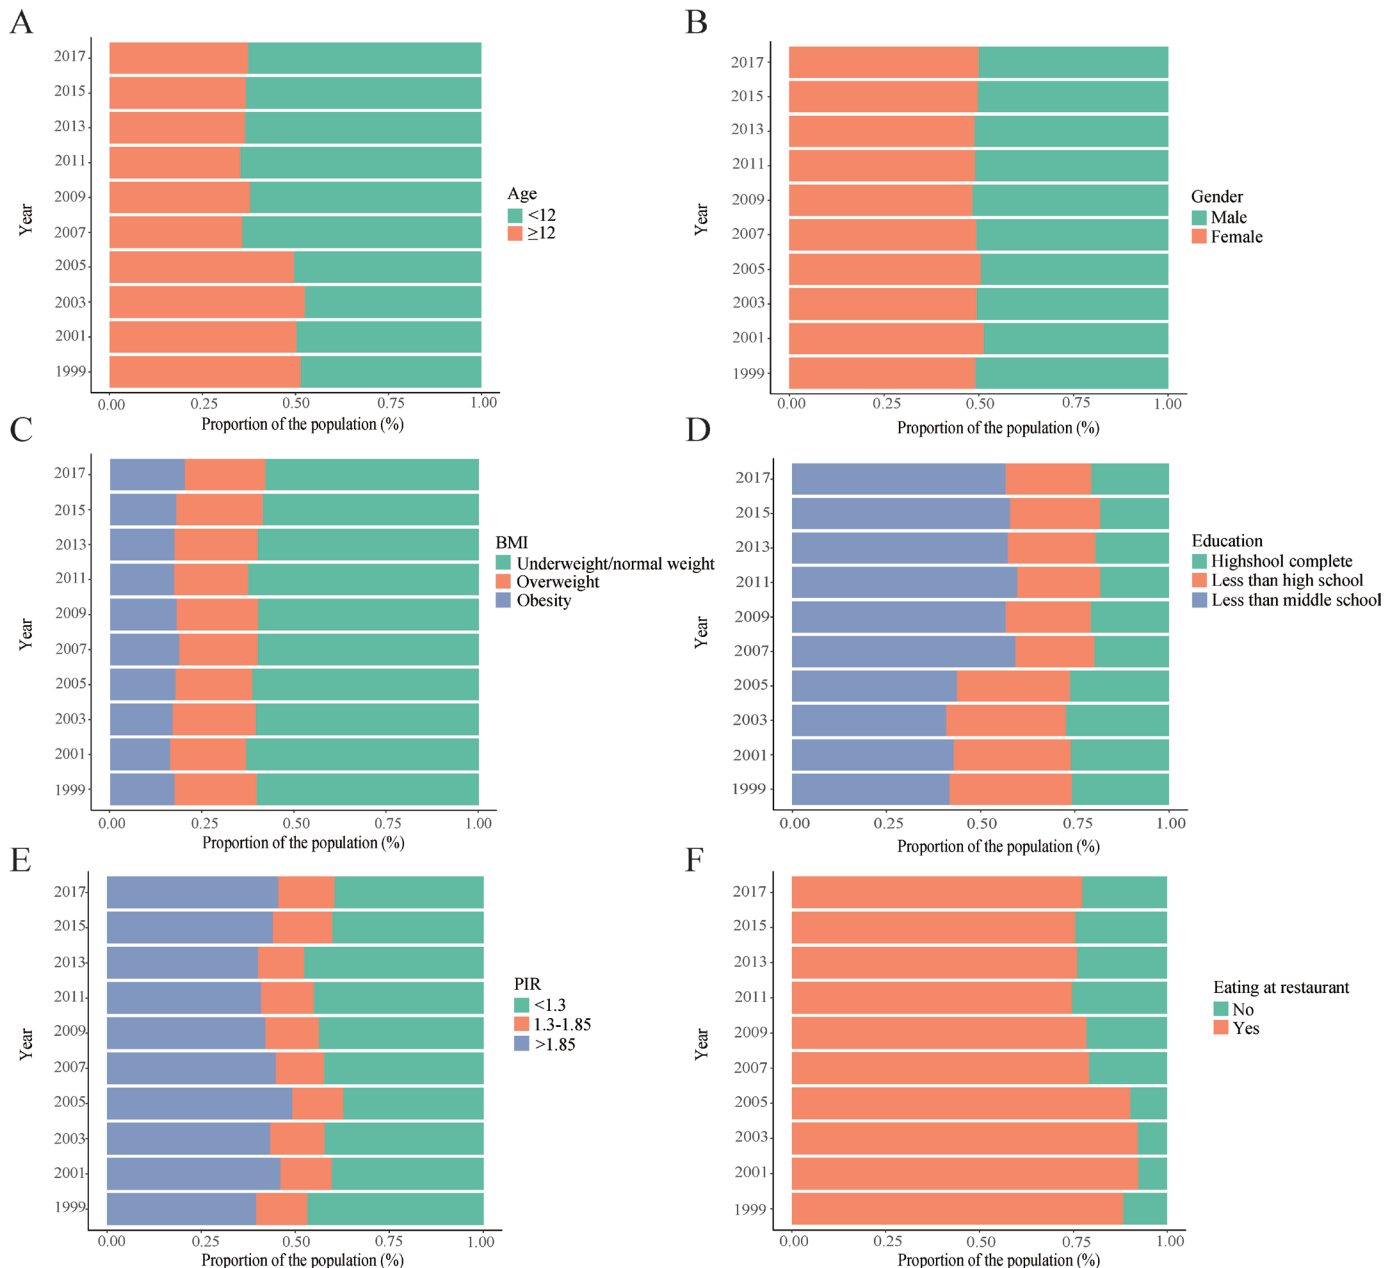 A
2017
2015
2013
2011
2009
2007
2005
2003
2001
1999
Year
0.00 0.25 0.50 0.75 1.00
Proportion of the population (%)
Age
<12
≥12
B
2017
2015
2013
2011
2009
2007
2005
2003
2001
1999
Year
0.00 0.25 0.50 0.75 1.00
Proportion of the population (%)
Gender
Male
Female
C
2017
2015
2013
2011
2009
2007
2005
2003
2001
1999
Year
0.00 0.25 0.50 0.75 1.00
Proportion of the population (%)
BMI
Underweight/normal weight
Overweight
Obesity
D
2017
2015
2013
2011
2009
2007
2005
2003
2001
1999
Year
0.00 0.25 0.50 0.75 1.00
Proportion of the population (%)
Education
Highshool complete
Less than high school
Less than middle school
E
2017
2015
2013
2011
2009
2007
2005
2003
2001
1999
Year
0.00 0.25 0.50 0.75 1.00
Proportion of the population (%)
PIR
<1.3
1.3-1.85
>1.85
F
2017
2015
2013
2011
2009
2007
2005
2003
2001
1999
Year
0.00 0.25 0.50 0.75 1.00
Proportion of the population (%)
Eating at restaurant
No
Yes